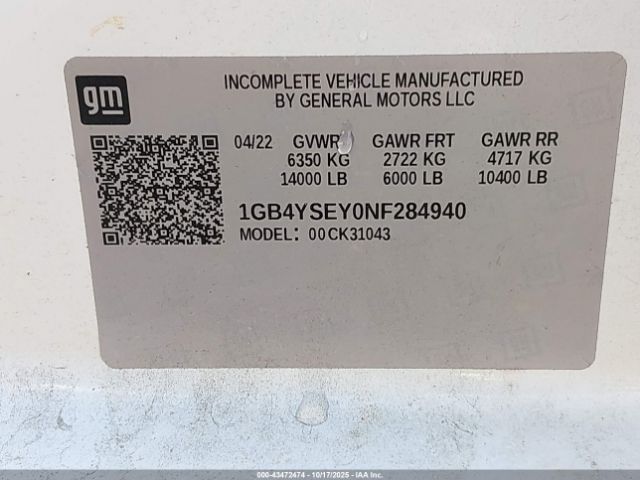 gm
INCOMPLETE VEHICLE MANUFACTURED
BY GENERAL MOTORS LLC
04/22 GVWR GAWR FRT GAWR RR
6350 KG 2722 KG 4717 KG
14000 LB 6000 LB 10400 LB
1GB4YSEY0NF284940
MODEL: 00CK31043
000-43472474 | 10/17/2025 - IAA, Inc.